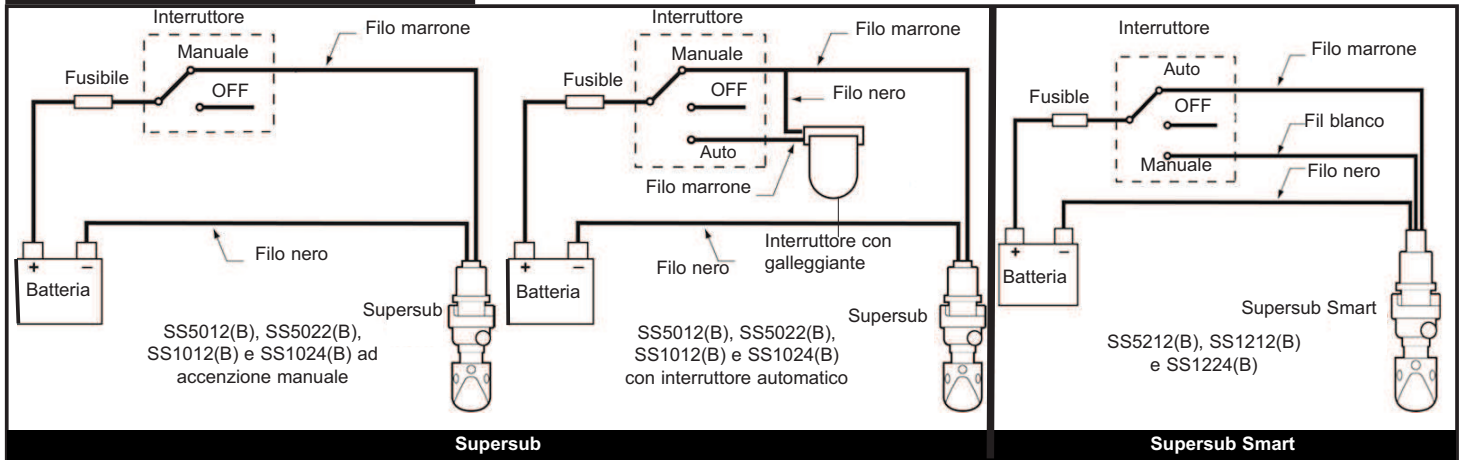 Interruttore
Filo marrone
Manuale
Fusibile
OFF
+
–
Batteria
Filo nero
Supersub
SS5012(B), SS5022(B),
SS1012(B) e SS1024(B) ad
accenzione manuale
Interruttore
Filo marrone
Manuale
Fusibile
OFF
Filo nero
Auto
Filo marrone
Interruttore con
galleggiante
Filo nero
+
–
Batteria
Supersub
SS5012(B), SS5022(B),
SS1012(B) e SS1024(B)
con interruttore automatico
Supersub
Interruttore
Filo marrone
Auto
Fusibile
OFF
Fil blanco
Manuale
Filo nero
+
–
Batteria
Supersub Smart
SS5212(B), SS1212(B)
e SS1224(B)
Supersub Smart